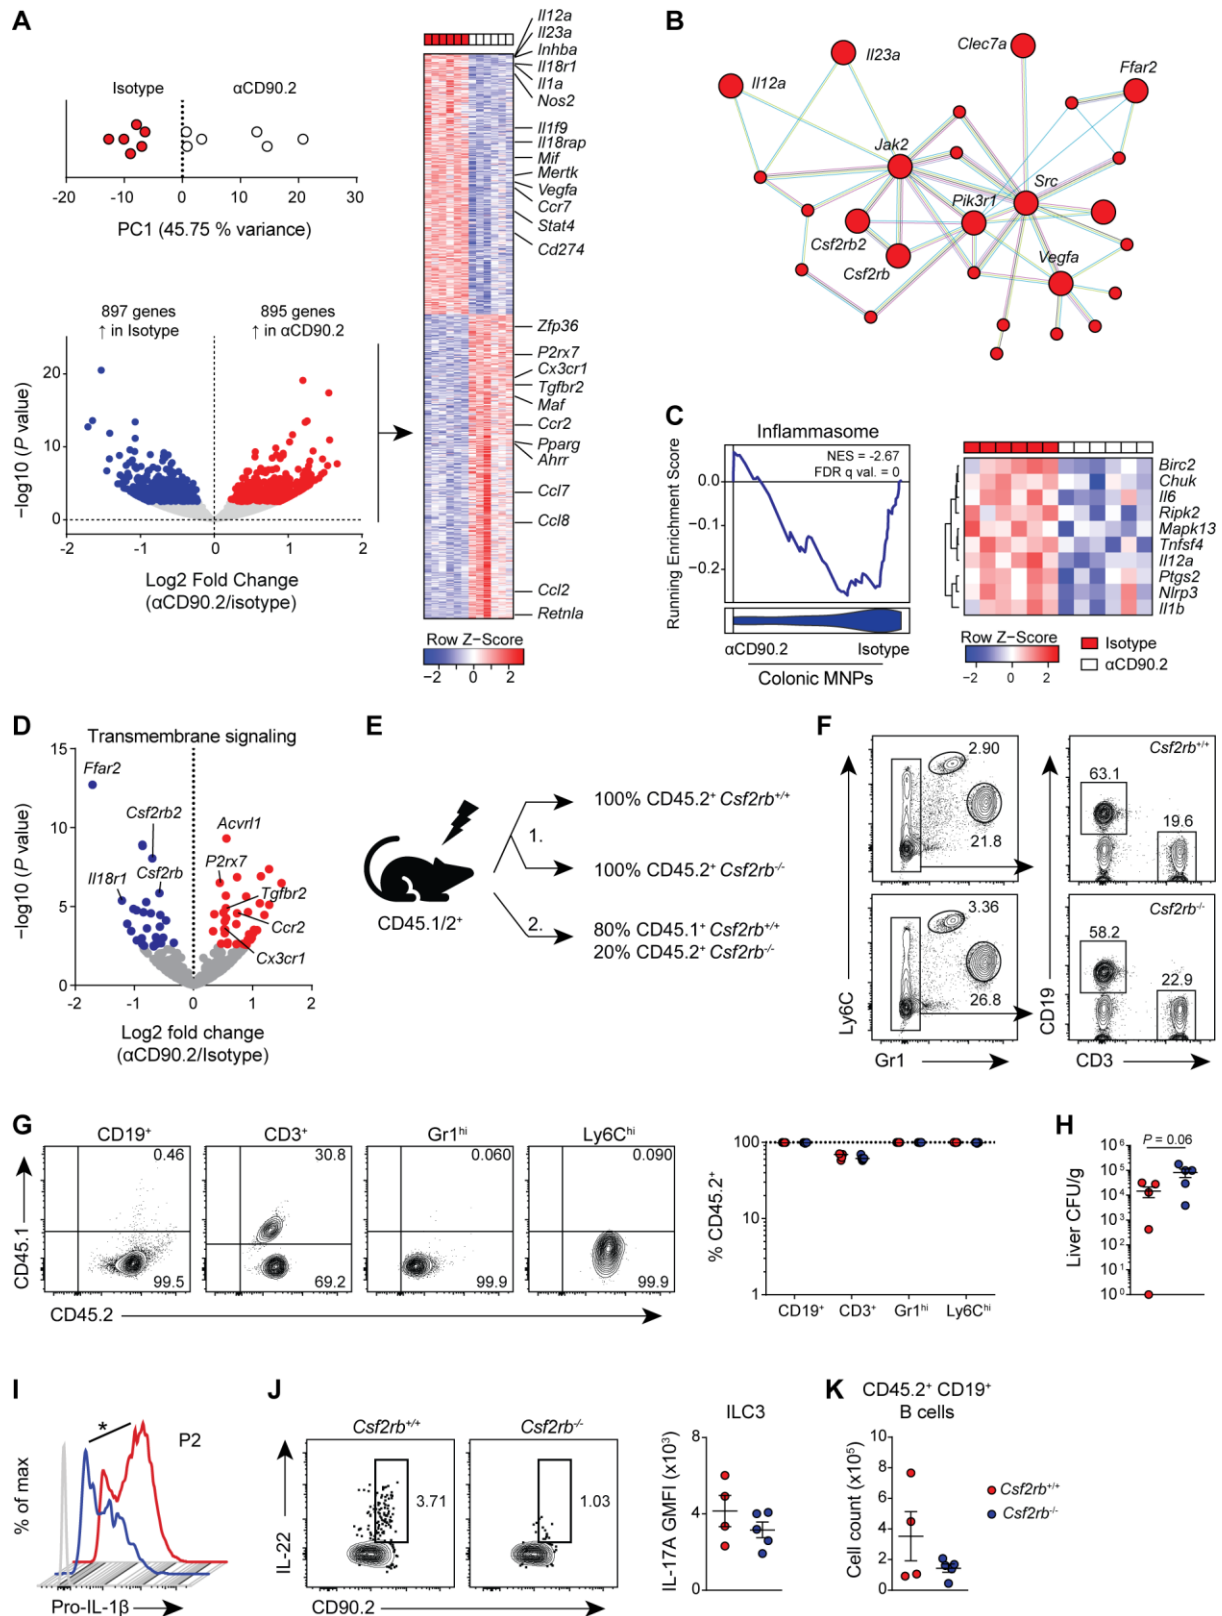 A
Isotype
αCD90.2
-20
-10
0
10
20
30
PC1 (45.75 % variance)
897 genes
↑ in Isotype
895 genes
↑ in αCD90.2
−log10 (P value)
20
10
0
-2
-1
0
1
2
Log2 Fold Change
(αCD90.2/isotype)
Il12a
Il23a
Inhba
Il18r1
Il1a
Nos2
Il1f9
Il18rap
Mif
Mertk
Vegfa
Ccr7
Stat4
Cd274
Zfp36
P2rx7
Cx3cr1
Tgfbr2
Maf
Ccr2
Pparg
Ahrr
Ccl7
Ccl8
Ccl2
Retnla
Row Z−Score
−2
0
2
B
Il12a
Il23a
Clec7a
Ffar2
Jak2
Src
Pik3r1
Csf2rb2
Csf2rb
Vegfa
C
Inflammasome
NES = -2.67
FDR q val. = 0
Running Enrichment Score
0.0
−0.1
−0.2
αCD90.2
Isotype
Colonic MNPs
Birc2
Chuk
Il6
Ripk2
Mapk13
Tnfsf4
Il12a
Ptgs2
Nlrp3
Il1b
Row Z−Score
−2
0
2
Isotype
αCD90.2
D
Transmembrane signaling
−log10 (P value)
15
10
5
0
Ffar2
Csf2rb2
Csf2rb
Il18r1
Acvrl1
P2rx7
Tgfbr2
Ccr2
Cx3cr1
-2
-1
0
1
2
Log2 fold change
(αCD90.2/Isotype)
E
CD45.1/2⁺
1.
2.
100% CD45.2⁺ Csf2rb⁺/⁺
100% CD45.2⁺ Csf2rb⁻/⁻
80% CD45.1⁺ Csf2rb⁺/⁺
20% CD45.2⁺ Csf2rb⁻/⁻
F
2.90
21.8
Csf2rb⁺/⁺
63.1
19.6
3.36
26.8
Csf2rb⁻/⁻
58.2
22.9
Ly6C
Gr1
CD19
CD3
G
CD19⁺
CD3⁺
Gr1ʰⁱ
Ly6Cʰⁱ
0.46
99.5
30.8
69.2
0.060
99.9
0.090
99.9
CD45.1
CD45.2
% CD45.2⁺
100
10
1
CD19⁺
CD3⁺
Gr1ʰⁱ
Ly6Cʰⁱ
H
P = 0.06
Liver CFU/g
10⁶
10⁵
10⁴
10³
10²
10¹
10⁰
I
*
P2
% of max
Pro-IL-1β
J
Csf2rb⁺/⁺
Csf2rb⁻/⁻
3.71
1.03
IL-22
CD90.2
ILC3
IL-17A GMFI (x10³)
8
4
0
K
CD45.2⁺ CD19⁺
B cells
Cell count (x10⁵)
8
6
4
2
0
Csf2rb⁺/⁺
Csf2rb⁻/⁻